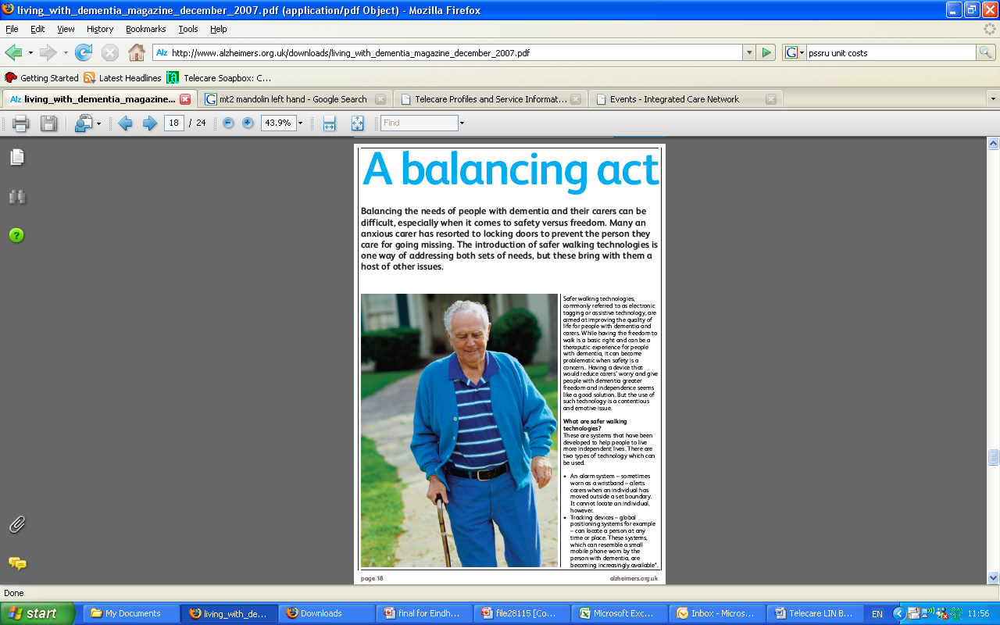 living_with_dementia_magazine_december_2007.pdf (application/pdf Object) - Mozilla Firefox
File Edit View History Bookmarks Tools Help
Alz http://www.alzheimers.org.uk/downloads/living_with_dementia_magazine_december_2007.pdf
G pssru unit costs
Getting Started Latest Headlines Telecare Soapbox: C...
Alz living_with_dementia_magazine... G mt2 mandolin left hand - Google Search Telecare Profiles and Service Informat... Events - Integrated Care Network
18 / 24 43.9% Find
A balancing act
Balancing the needs of people with dementia and their carers can be
difficult, especially when it comes to safety versus freedom. Many an
anxious carer has resorted to locking doors to prevent the person they
care for going missing. The introduction of safer walking technologies is
one way of addressing both sets of needs, but these bring with them a
host of other issues.
Safer walking technologies,
commonly referred to as electronic
tagging or assistive technology, are
aimed at improving the quality of
life for people with dementia and
carers. While having the freedom to
walk is a basic right and can be a
theraputic experience for people
with dementia, it can become
problematic when safety is a
concern.. Having a device that
would reduce carers' worry and give
people with dementia greater
freedom and independence seems
like a good solution. But the use of
such technology is a contentious
and emotive issue.
What are safer walking
technologies?
These are systems that have been
developed to help people to live
more independent lives. There are
two types of technology which can
be used.
• An alarm system – sometimes
worn as a wristband – alerts
carers when an individual has
moved outside a set boundary.
It cannot locate an individual,
however.
• Tracking devices – global
positioning systems for example
– can locate a person at any
time or place. These systems,
which can resemble a small
mobile phone worn by the
person with dementia, are
becoming increasingly available*.
page 18 alzheimers.org.uk
Done
start My Documents living_with_de... Downloads final for Eindh... file28115 [Co... Microsoft Exc... Inbox - Micros... Telecare LIN B... EN 11:56